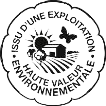 ISSU D'UNE EXPLOITATION
HAUTE VALEUR
ENVIRONNEMENTALE